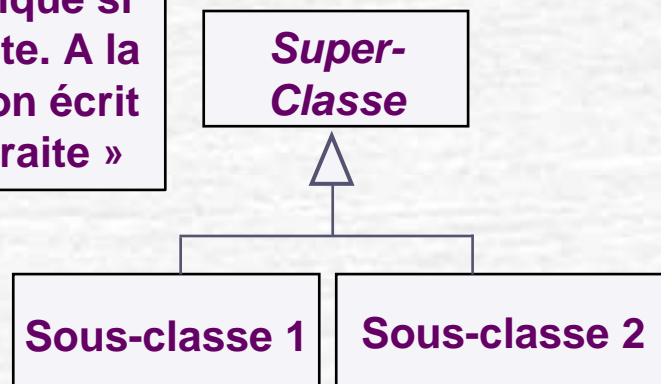 ique si
te. A la
on écrit
raite »
Super-
Classe
Sous-classe 1
Sous-classe 2